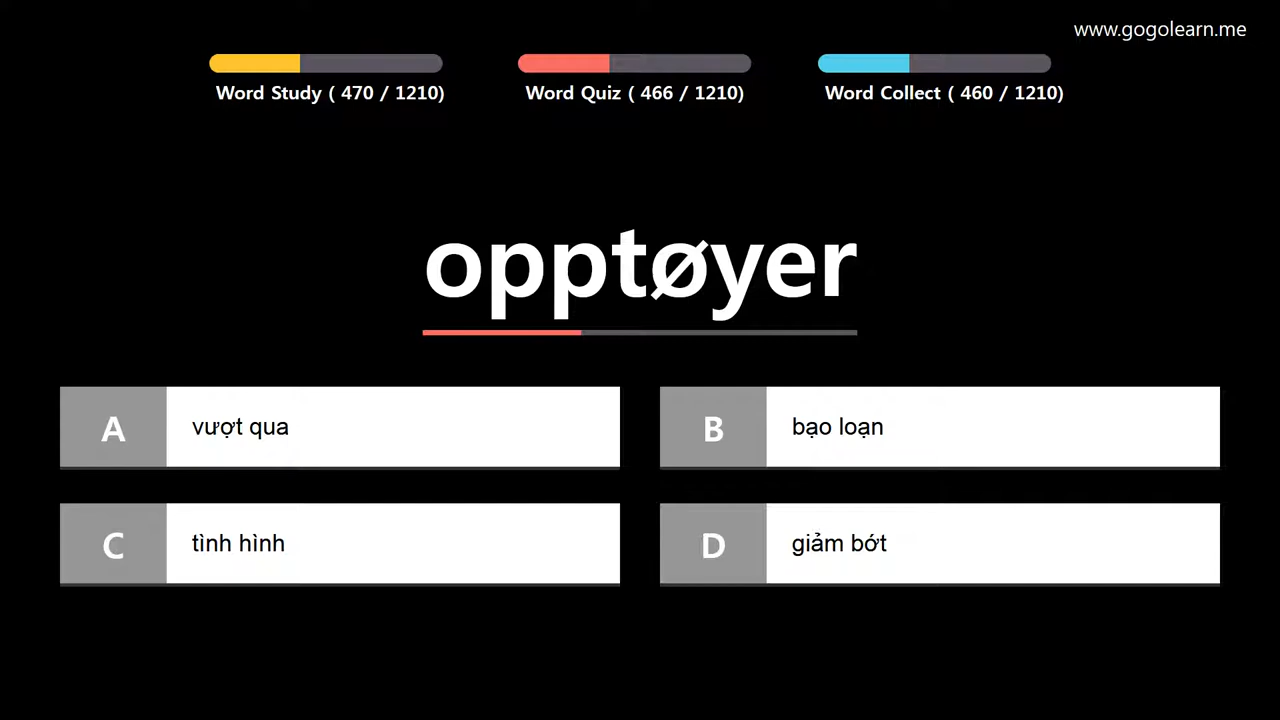 www.gogolearn.me
Word Study ( 470 / 1210)
Word Quiz ( 466 / 1210)
Word Collect ( 460 / 1210)
opptøyer
A vượt qua
B bạo loạn
C tình hình
D giảm bớt